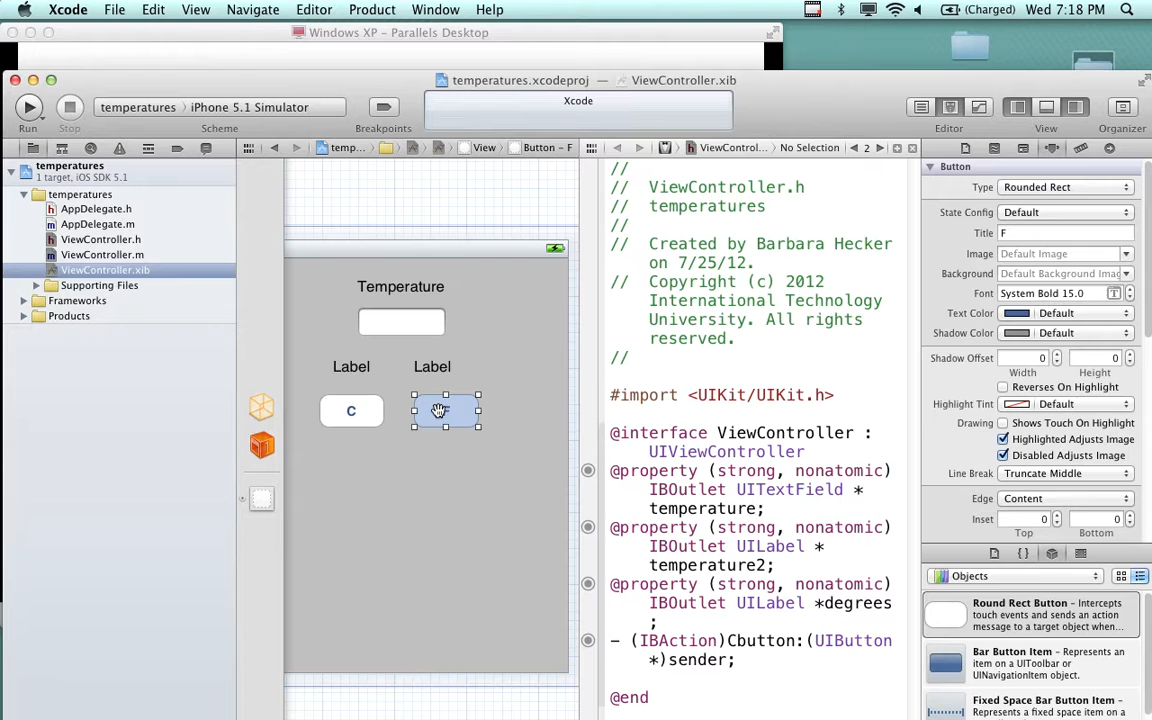 Xcode File Edit View Navigate Editor Product Window Help (Charged) Wed 7:18 PM
Windows XP - Parallels Desktop
temperatures.xcodeproj — ViewController.xib
temperatures 〉 iPhone 5.1 Simulator
Xcode
Run Stop Scheme Breakpoints Editor View Organizer
temp... View Button - F
ViewControl... No Selection 2
temperatures
1 target, iOS SDK 5.1
temperatures
AppDelegate.h
AppDelegate.m
ViewController.h
ViewController.m
ViewController.xib
Supporting Files
Frameworks
Products
Temperature
Label Label
C F
//
// ViewController.h
// temperatures
//
// Created by Barbara Hecker
on 7/25/12.
// Copyright (c) 2012
International Technology
University. All rights
reserved.
//
#import <UIKit/UIKit.h>
@interface ViewController :
UIViewController
@property (strong, nonatomic)
IBOutlet UITextField *
temperature;
@property (strong, nonatomic)
IBOutlet UILabel *
temperature2;
@property (strong, nonatomic)
IBOutlet UILabel *degrees
;
- (IBAction)Cbutton:(UIButton
*)sender;
@end
Button
Type Rounded Rect
State Config Default
Title F
Image Default Image
Background Default Background Imag
Font System Bold 15.0 T
Text Color Default
Shadow Color Default
Shadow Offset 0 0
Width Height
Reverses On Highlight
Highlight Tint Default
Drawing Shows Touch On Highlight
Highlighted Adjusts Image
Disabled Adjusts Image
Line Break Truncate Middle
Edge Content
Inset 0 0
Top Bottom
{}
Objects
Round Rect Button - Intercepts
touch events and sends an action
message to a target object when...
Bar Button Item - Represents an
item on a UIToolbar or
UINavigationItem object.
Fixed Space Bar Button Item -
Represents a fixed space item on a